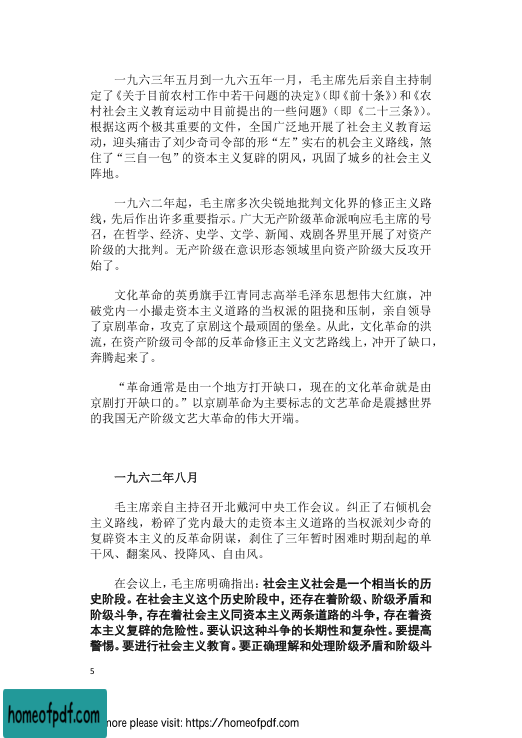 一九六三年五月到一九六五年一月，毛主席先后亲自主持制
定了《关于目前农村工作中若干问题的决定》（即《前十条》）和《农
村社会主义教育运动中目前提出的一些问题》（即《二十三条》）。
根据这两个极其重要的文件，全国广泛地开展了社会主义教育运
动，迎头痛击了刘少奇司令部的形“左”实右的机会主义路线，煞
住了“三自一包”的资本主义复辟的阴风，巩固了城乡的社会主义
阵地。
一九六二年起，毛主席多次尖锐地批判文化界的修正主义路
线，先后作出许多重要指示。广大无产阶级革命派响应毛主席的号
召，在哲学、经济、史学、文学、新闻、戏剧各界里开展了对资产
阶级的大批判。无产阶级在意识形态领域里向资产阶级大反攻开
始了。
文化革命的英勇旗手江青同志高举毛泽东思想伟大红旗，冲
破党内一小撮走资本主义道路的当权派的阻挠和压制，亲自领导
了京剧革命，攻克了京剧这个最顽固的堡垒。从此，文化革命的洪
流，在资产阶级司令部的反革命修正主义文艺路线上，冲开了缺口，
奔腾起来了。
“革命通常是由一个地方打开缺口，现在的文化革命就是由
京剧打开缺口的。”以京剧革命为主要标志的文艺革命是震撼世界
的我国无产阶级文艺大革命的伟大开端。
一九六二年八月
毛主席亲自主持召开北戴河中央工作会议。纠正了右倾机会
主义路线，粉碎了党内最大的走资本主义道路的当权派刘少奇的
复辟资本主义的反革命阴谋，刹住了三年暂时困难时期刮起的单
干风、翻案风、投降风、自由风。
在会议上，毛主席明确指出：社会主义社会是一个相当长的历
史阶段。在社会主义这个历史阶段中，还存在着阶级、阶级矛盾和
阶级斗争，存在着社会主义同资本主义两条道路的斗争，存在着资
本主义复辟的危险性。要认识这种斗争的长期性和复杂性。要提高
警惕。要进行社会主义教育。要正确理解和处理阶级矛盾和阶级斗
5
homeofpdf.com
more please visit: https://homeofpdf.com